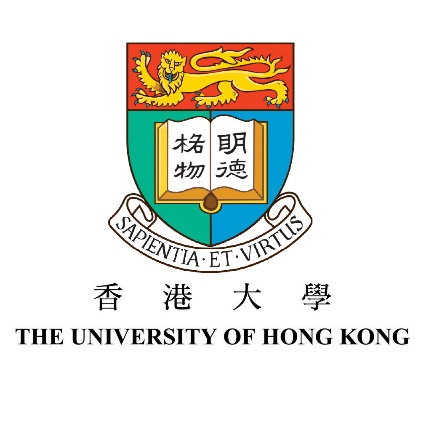 明德
格物
SAPIENTIA·ET·VIRTUS
香港大學
THE UNIVERSITY OF HONG KONG